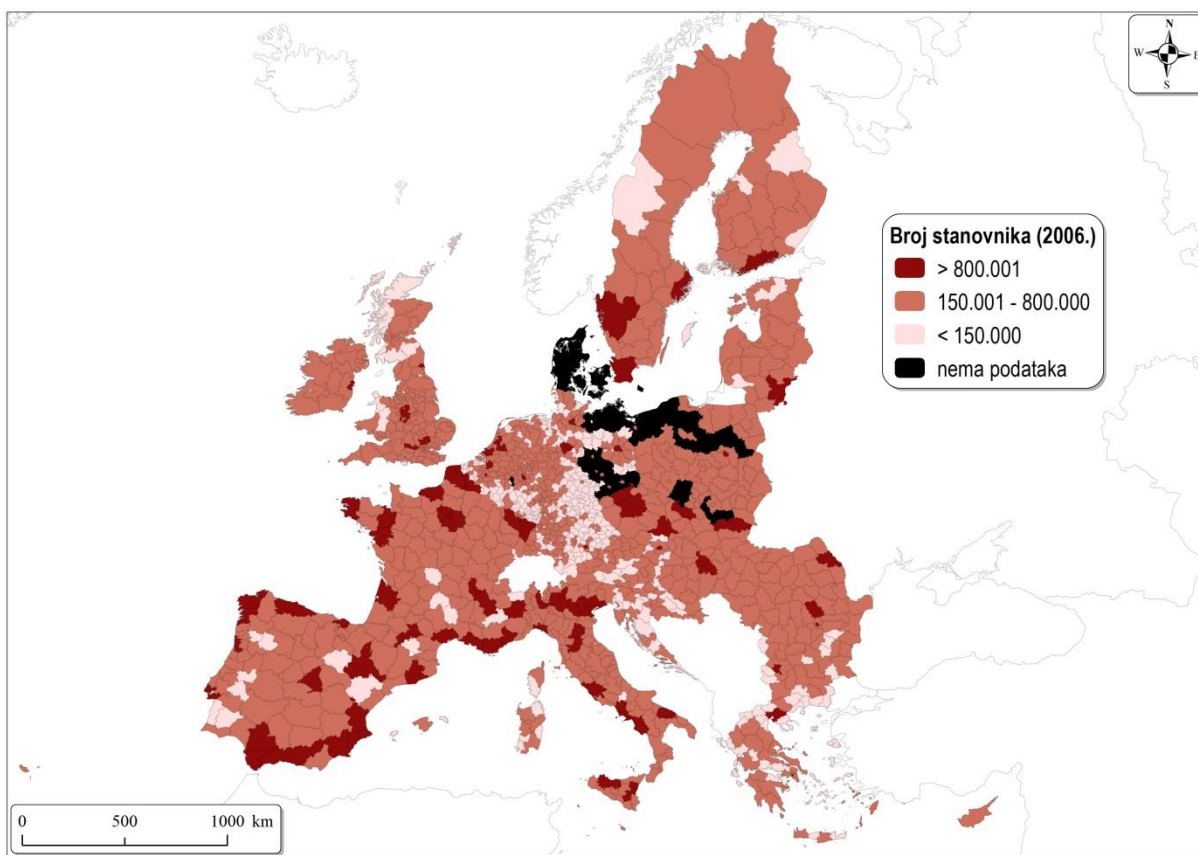 N
W
E
S
Broj stanovnika (2006.)
> 800.001
150.001 - 800.000
< 150.000
nema podataka
0 500 1000 km